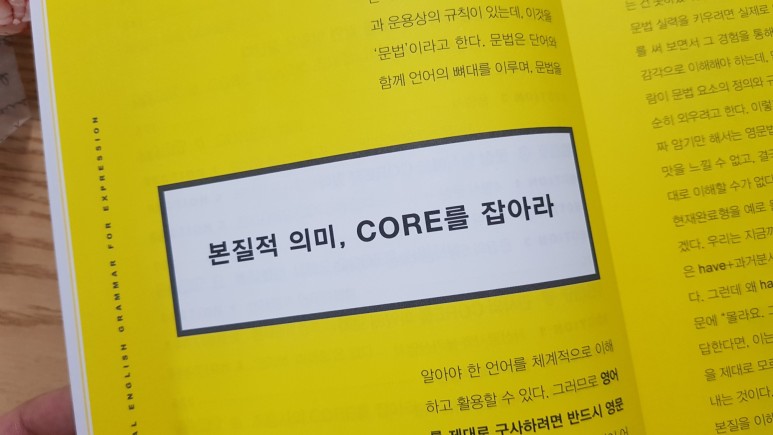 과 운용상의 규칙이 있는데, 이것을
'문법'이라고 한다. 문법은 단어와
함께 언어의 뼈대를 이루며, 문법을
본질적 의미, CORE를 잡아라
알아야 한 언어를 체계적으로 이해
하고 활용할 수 있다. 그러므로 영어
를 제대로 구사하려면 반드시 영문
AL ENGLISH GRAMMAR FOR EXPRESSION
문법 실력을 키우려면 실제로
를 써 보면서 그 경험을 통해
감각으로 이해해야 하는데,
람이 문법 요소의 정의와
순히 외우려고 한다. 이렇
짜 암기만 해서는 영문법
맛을 느낄 수 없고, 결국
대로 이해할 수가 없다
현재완료형을 예로
겠다. 우리는 지금까
은 have+과거분사
다. 그런데 왜 ha
문에 "몰라요. 그
답한다면, 이는
을 제대로 모르
내는 것이다.
본질을 이해